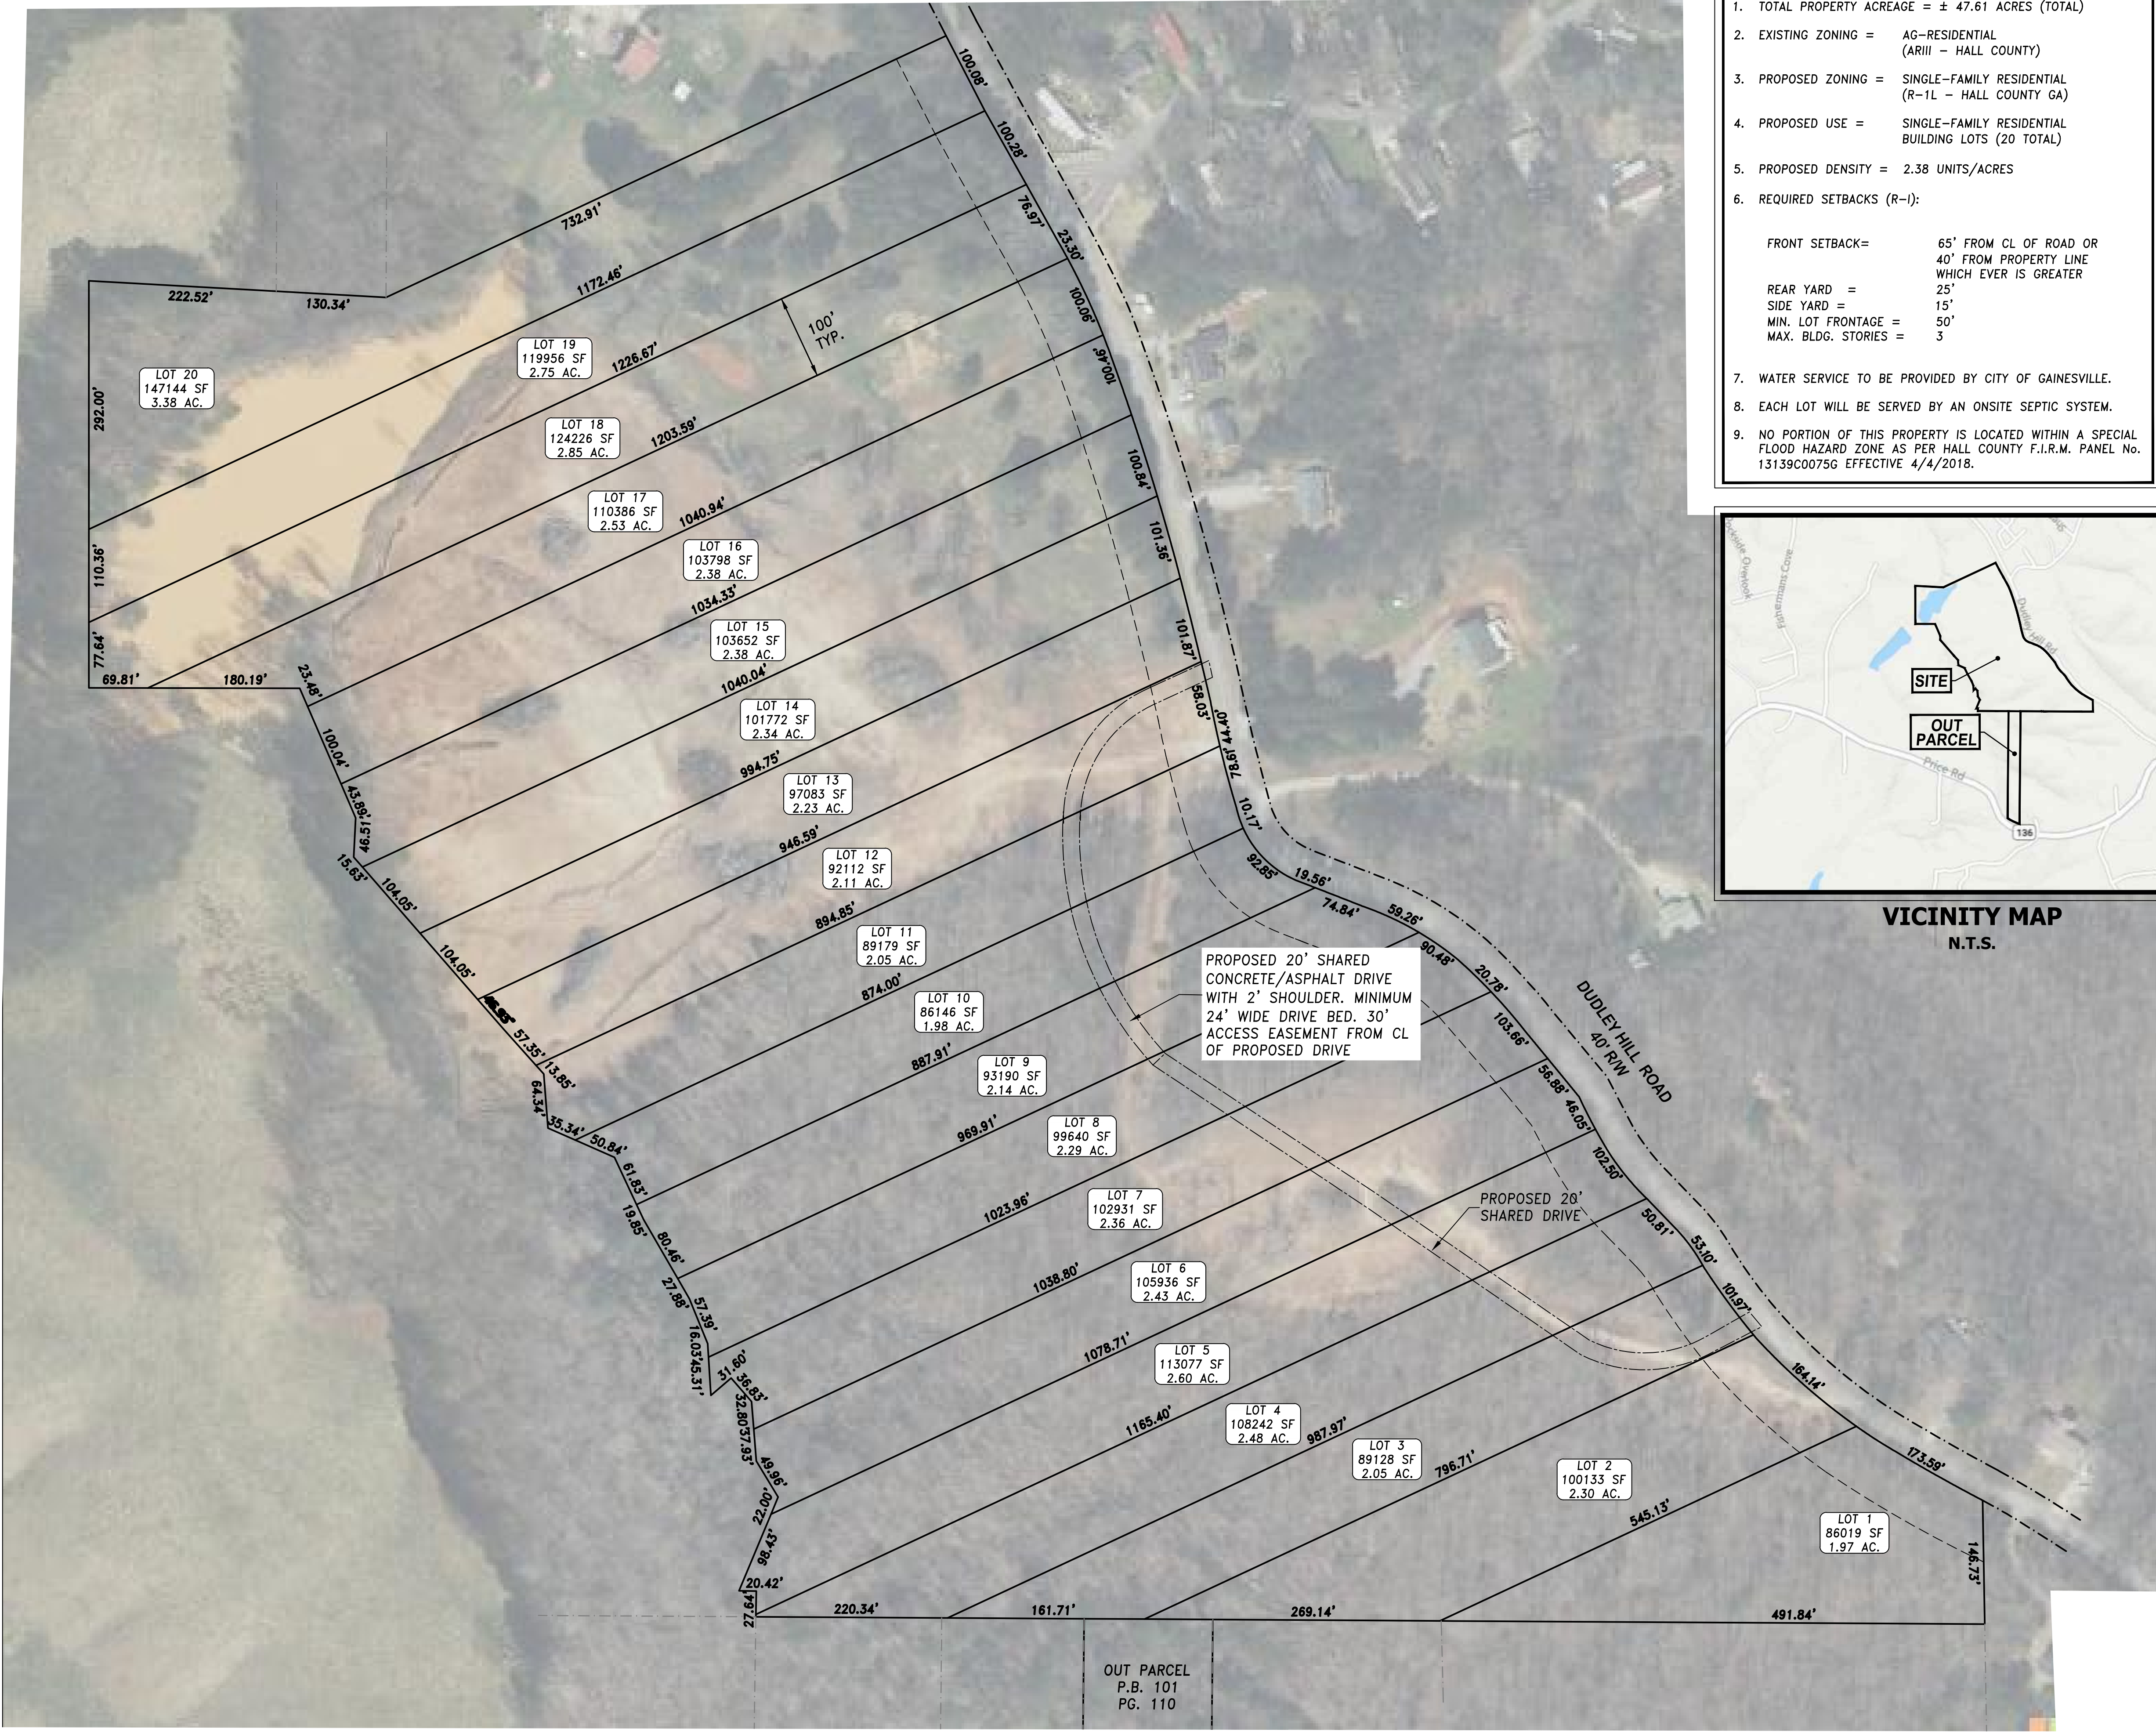 1. TOTAL PROPERTY ACREAGE = ± 47.61 ACRES (TOTAL)
2. EXISTING ZONING = AG-RESIDENTIAL
(ARIII - HALL COUNTY)
3. PROPOSED ZONING = SINGLE-FAMILY RESIDENTIAL
(R-1L - HALL COUNTY GA)
4. PROPOSED USE = SINGLE-FAMILY RESIDENTIAL
BUILDING LOTS (20 TOTAL)
5. PROPOSED DENSITY = 2.38 UNITS/ACRES
6. REQUIRED SETBACKS (R-I):
FRONT SETBACK= 65' FROM CL OF ROAD OR
40' FROM PROPERTY LINE
WHICH EVER IS GREATER
REAR YARD = 25'
SIDE YARD = 15'
MIN. LOT FRONTAGE = 50'
MAX. BLDG. STORIES = 3
7. WATER SERVICE TO BE PROVIDED BY CITY OF GAINESVILLE.
8. EACH LOT WILL BE SERVED BY AN ONSITE SEPTIC SYSTEM.
9. NO PORTION OF THIS PROPERTY IS LOCATED WITHIN A SPECIAL
FLOOD HAZARD ZONE AS PER HALL COUNTY F.I.R.M. PANEL No.
13139C0075G EFFECTIVE 4/4/2018.
Fishermans Cove
Overlook
Dudley Hill Rd
SITE
OUT
PARCEL
Price Rd
136
VICINITY MAP
N.T.S.
100.08'
100.28'
76.97'
23.30'
100.06'
100.46'
100.84'
101.36'
101.87'
58.03'
44.40'
78.61'
10.17'
92.85'
19.56'
74.84'
59.26'
90.48'
20.78'
103.66'
56.88'
46.05'
102.50'
50.81'
53.10'
101.97'
164.14'
173.59'
146.73'
DUDLEY HILL ROAD
40' R/W
732.91'
222.52'
130.34'
292.00'
110.36'
77.64'
69.81'
180.19'
23.48'
100.04'
43.89'
46.51'
15.63'
104.05'
104.05'
57.35'
13.85'
64.34'
35.34'
50.84'
61.83'
19.85'
80.46'
27.88'
57.39'
16.03'
45.31'
31.60'
36.83'
32.80'
37.93'
49.96'
22.00'
98.43'
20.42'
27.64'
220.34'
161.71'
269.14'
491.84'
LOT 20
147144 SF
3.38 AC.
1172.46'
LOT 19
119956 SF
2.75 AC.
1226.67'
100'
TYP.
LOT 18
124226 SF
2.85 AC.
1203.59'
LOT 17
110386 SF
2.53 AC.
1040.94'
LOT 16
103798 SF
2.38 AC.
1034.33'
LOT 15
103652 SF
2.38 AC.
1040.04'
LOT 14
101772 SF
2.34 AC.
994.75'
LOT 13
97083 SF
2.23 AC.
946.59'
LOT 12
92112 SF
2.11 AC.
894.85'
LOT 11
89179 SF
2.05 AC.
874.00'
LOT 10
86146 SF
1.98 AC.
887.91'
LOT 9
93190 SF
2.14 AC.
969.91'
LOT 8
99640 SF
2.29 AC.
1023.96'
LOT 7
102931 SF
2.36 AC.
1038.80'
LOT 6
105936 SF
2.43 AC.
1078.71'
LOT 5
113077 SF
2.60 AC.
1165.40'
LOT 4
108242 SF
2.48 AC.
987.97'
LOT 3
89128 SF
2.05 AC.
796.71'
LOT 2
100133 SF
2.30 AC.
545.13'
LOT 1
86019 SF
1.97 AC.
PROPOSED 20' SHARED
CONCRETE/ASPHALT DRIVE
WITH 2' SHOULDER. MINIMUM
24' WIDE DRIVE BED. 30'
ACCESS EASEMENT FROM CL
OF PROPOSED DRIVE
PROPOSED 20'
SHARED DRIVE
OUT PARCEL
P.B. 101
PG. 110